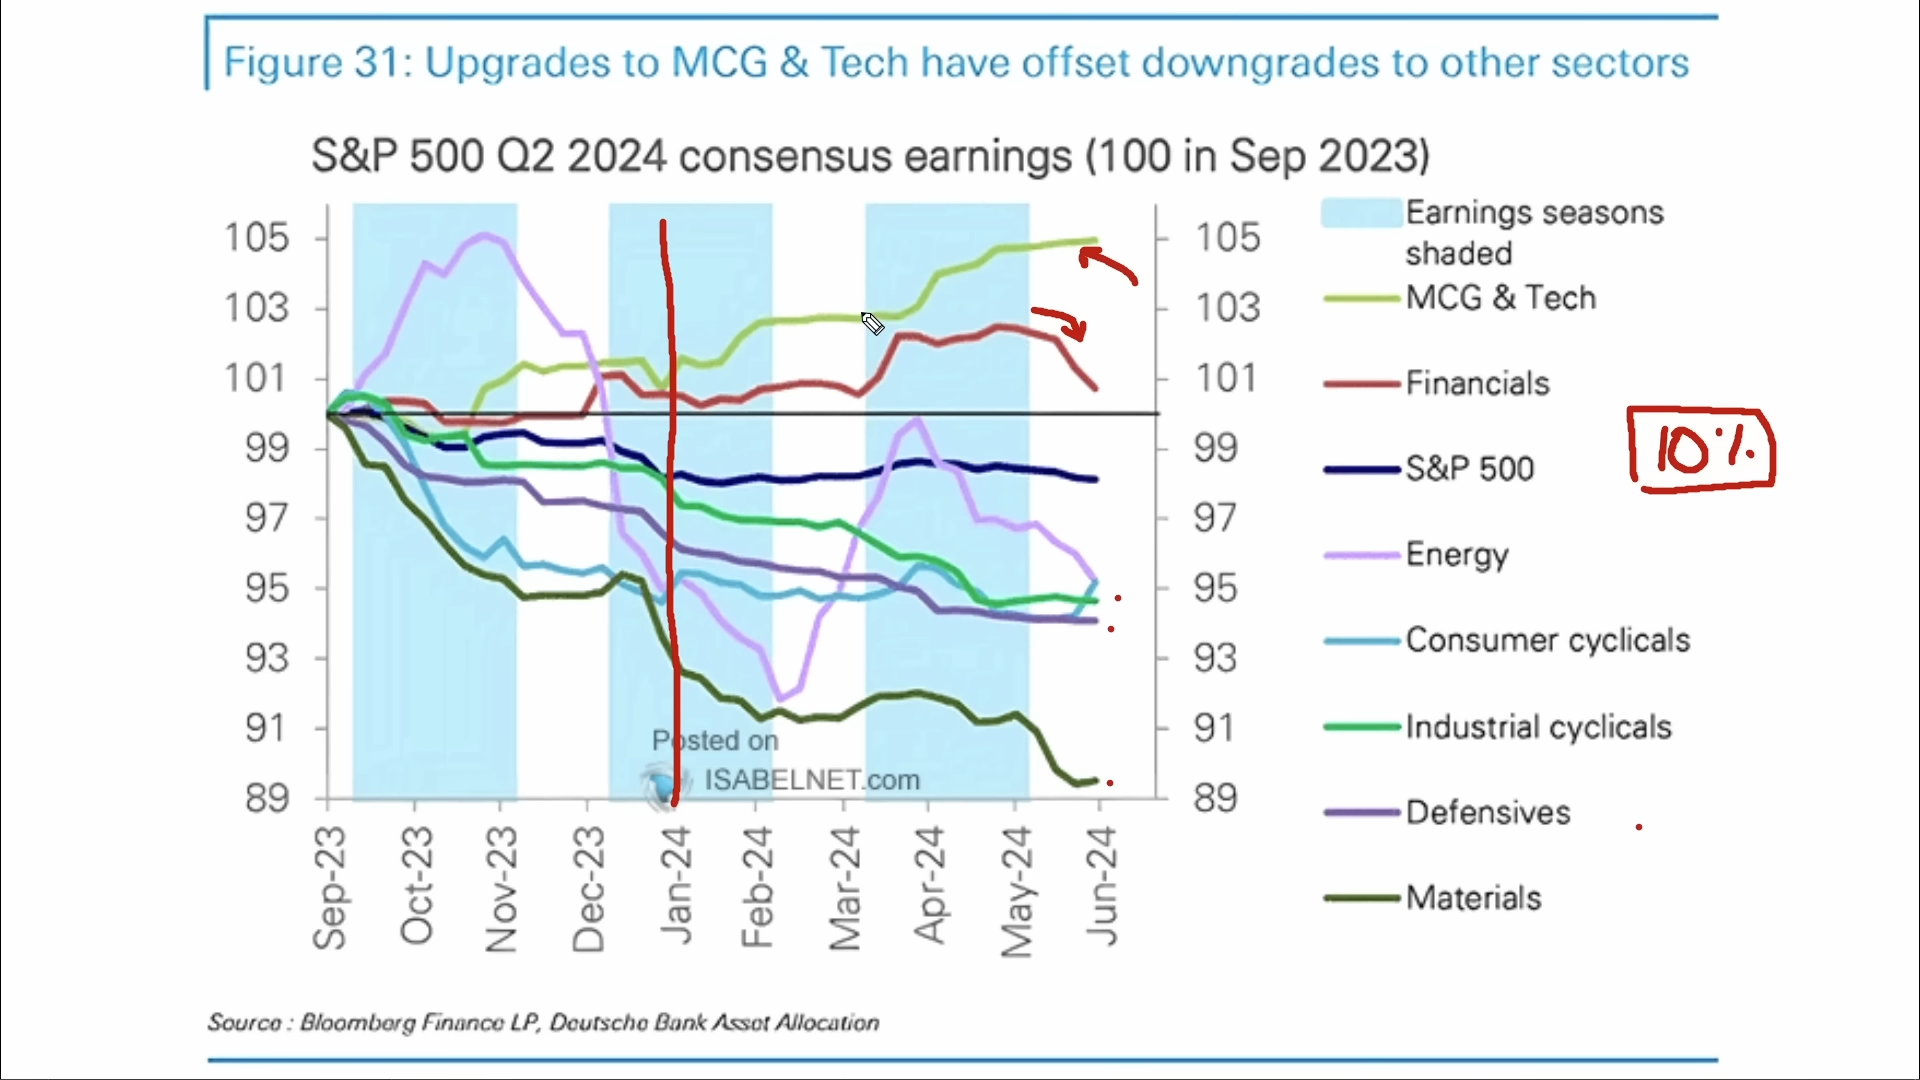 Figure 31: Upgrades to MCG & Tech have offset downgrades to other sectors
S&P 500 Q2 2024 consensus earnings (100 in Sep 2023)
105
103
101
99
97
95
93
91
89
105
103
101
99
97
95
93
91
89
Sep-23
Oct-23
Nov-23
Dec-23
Jan-24
Feb-24
Mar-24
Apr-24
May-24
Jun-24
Earnings seasons
shaded
MCG & Tech
Financials
S&P 500
Energy
Consumer cyclicals
Industrial cyclicals
Defensives
Materials
10%
Posted on
ISABELNET.com
Source : Bloomberg Finance LP, Deutsche Bank Asset Allocation